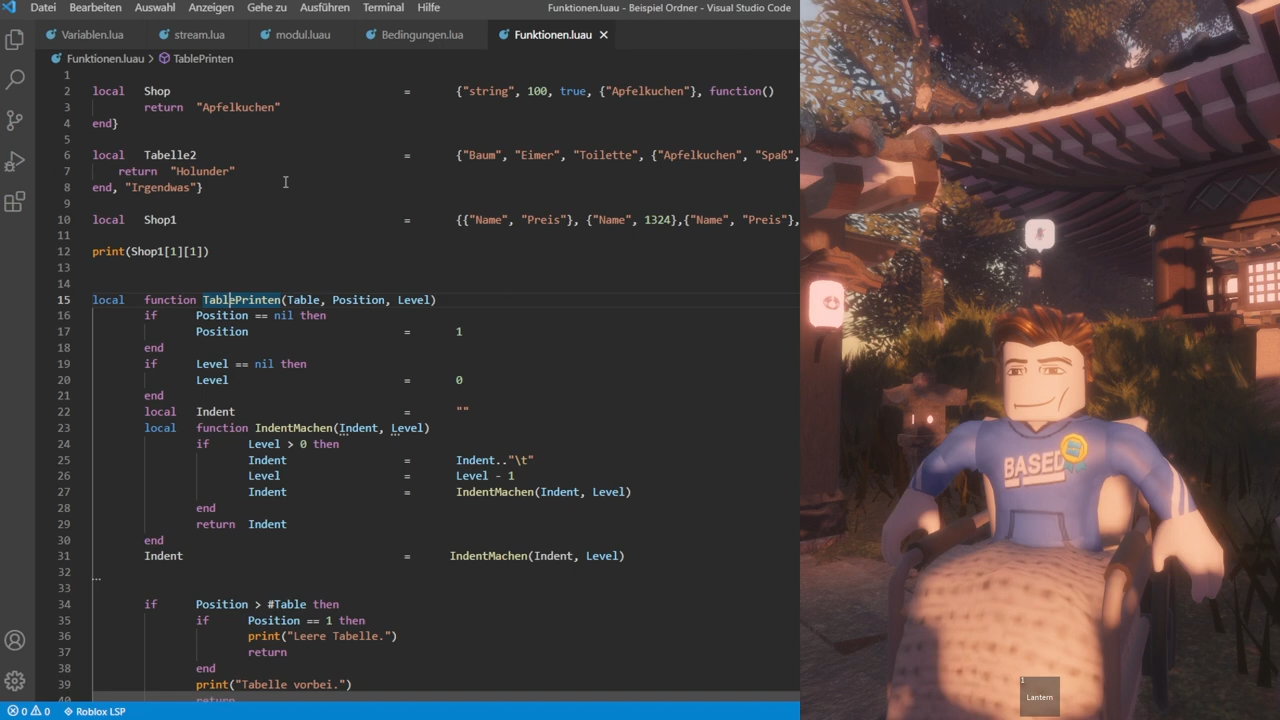 Datei Bearbeiten Auswahl Anzeigen Gehe zu Ausführen Terminal Hilfe Funktionen.luau - Beispiel Ordner - Visual Studio Code
Variablen.lua stream.lua modul.luau Bedingungen.lua Funktionen.luau
Funktionen.luau > TablePrinten
1
2 local Shop = {"string", 100, true, {"Apfelkuchen"}, function()
3 return "Apfelkuchen"
4 end}
5
6 local Tabelle2 = {"Baum", "Eimer", "Toilette", {"Apfelkuchen", "Spaß",
7 return "Holunder"
8 end, "Irgendwas"}
9
10 local Shop1 = {{"Name", "Preis"}, {"Name", 1324},{"Name", "Preis"},
11
12 print(Shop1[1][1])
13
14
15 local function TablePrinten(Table, Position, Level)
16 if Position == nil then
17 Position = 1
18 end
19 if Level == nil then
20 Level = 0
21 end
22 local Indent = ""
23 local function IndentMachen(Indent, Level)
24 if Level > 0 then
25 Indent = Indent.."\t"
26 Level = Level - 1
27 Indent = IndentMachen(Indent, Level)
28 end
29 return Indent
30 end
31 Indent = IndentMachen(Indent, Level)
32
33
34 if Position > #Table then
35 if Position == 1 then
36 print("Leere Tabelle.")
37 return
38 end
39 print("Tabelle vorbei.")
40 return
0 0 Roblox LSP
BASED
1
Lantern